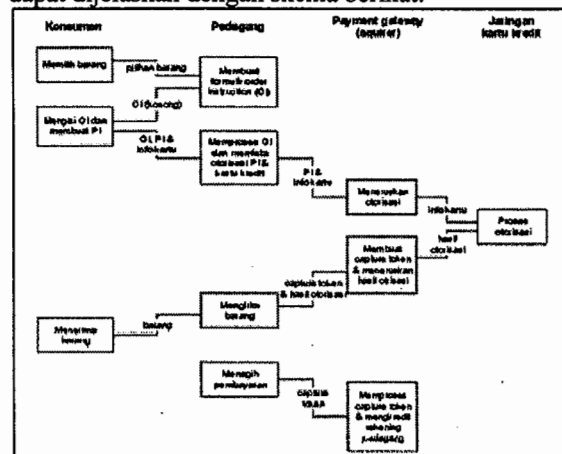 dapat dijelaskan dengan skema berikut:
Konsumen
Pedagang
Payment gateway
(aquirer)
Jaringan
kartu kredit
Memilih barang
pilihan barang
Membuat
formulir order
instruction (OI)
OI (kosong)
Mengisi OI dan
membuat PI
OI, PI &
info kartu
Memproses OI
dan meminta
otorisasi PI &
kartu kredit
PI &
info kartu
Meneruskan
otorisasi
info kartu
Proses
otorisasi
hasil
otorisasi
Membuat
capture token
& meneruskan
hasil otorisasi
capture token
& hasil otorisasi
Mengirim
barang
barang
Menerima
barang
Menagih
pembayaran
capture
token
Memproses
capture token
& mengkredit
rekening
pedagang